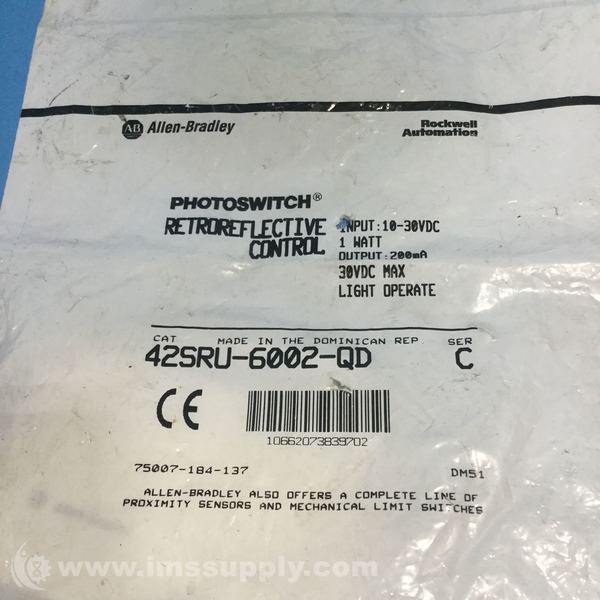 AB Allen-Bradley
Rockwell
Automation
PHOTOSWITCH®
RETROREFLECTIVE
CONTROL
INPUT:10-30VDC
1 WATT
OUTPUT:200mA
30VDC MAX
LIGHT OPERATE
CAT MADE IN THE DOMINICAN REP. SER
42SRU-6002-QD C
CE
10662073839702
75007-184-137 DM51
ALLEN-BRADLEY ALSO OFFERS A COMPLETE LINE OF
PROXIMITY SENSORS AND MECHANICAL LIMIT SWITCHES
© www.imssupply.com ©